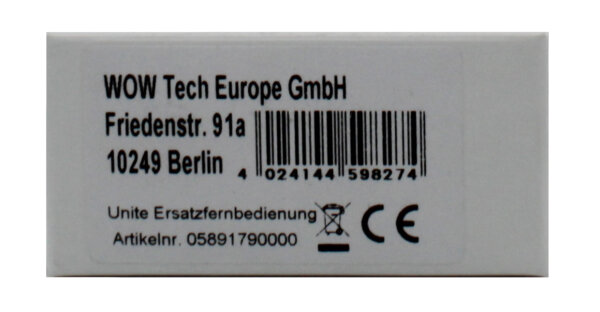 WOW Tech Europe GmbH
Friedenstr. 91a
10249 Berlin
4 024144 598274
Unite Ersatzfernbedienung CE
Artikelnr. 05891790000